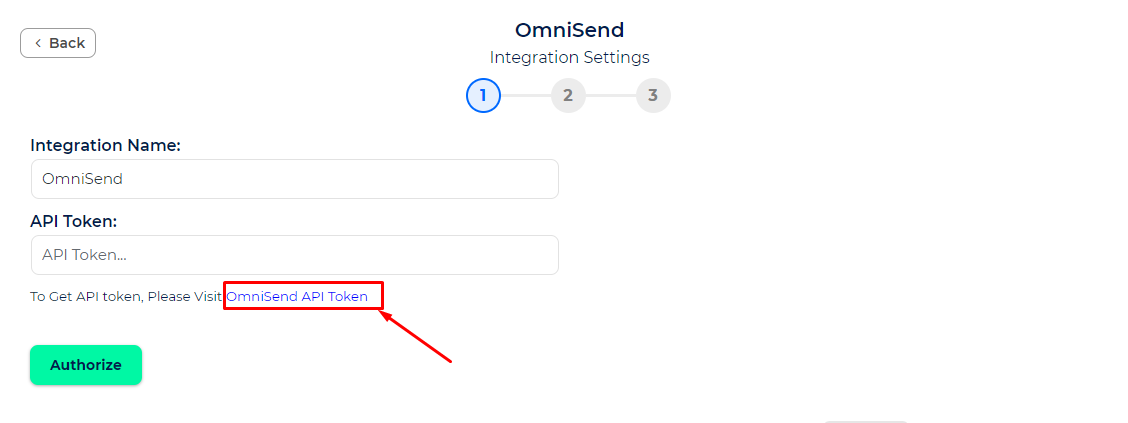 OmniSend
Back
Integration Settings
1 2 3
Integration Name:
OmniSend
API Token:
API Token...
To Get API token, Please Visit OmniSend API Token
Authorize